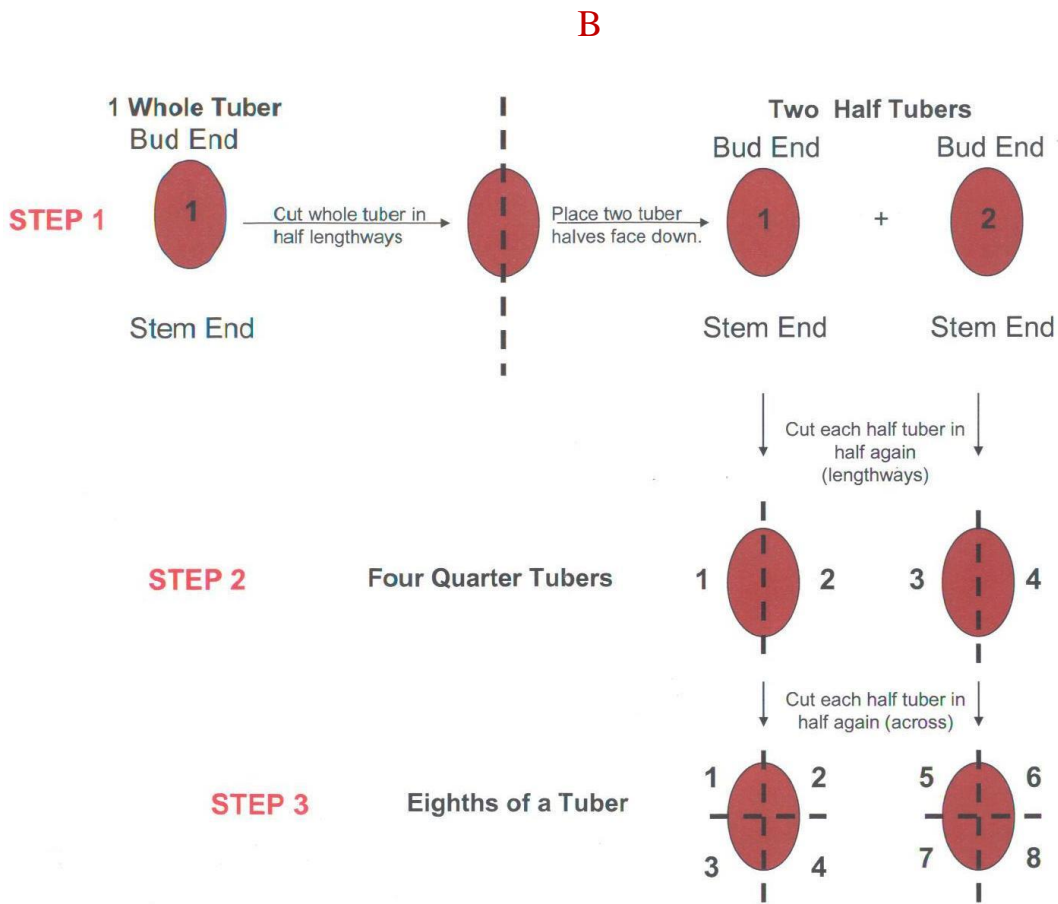 B
1 Whole Tuber
Bud End
Two Half Tubers
Bud End
Bud End
STEP 1
1
Cut whole tuber in
half lengthways
Place two tuber
halves face down.
1
+
2
Stem End
Stem End
Stem End
Cut each half tuber in
half again
(lengthways)
STEP 2
Four Quarter Tubers
1
2
3
4
Cut each half tuber in
half again (across)
STEP 3
Eighths of a Tuber
1
2
5
6
3
4
7
8